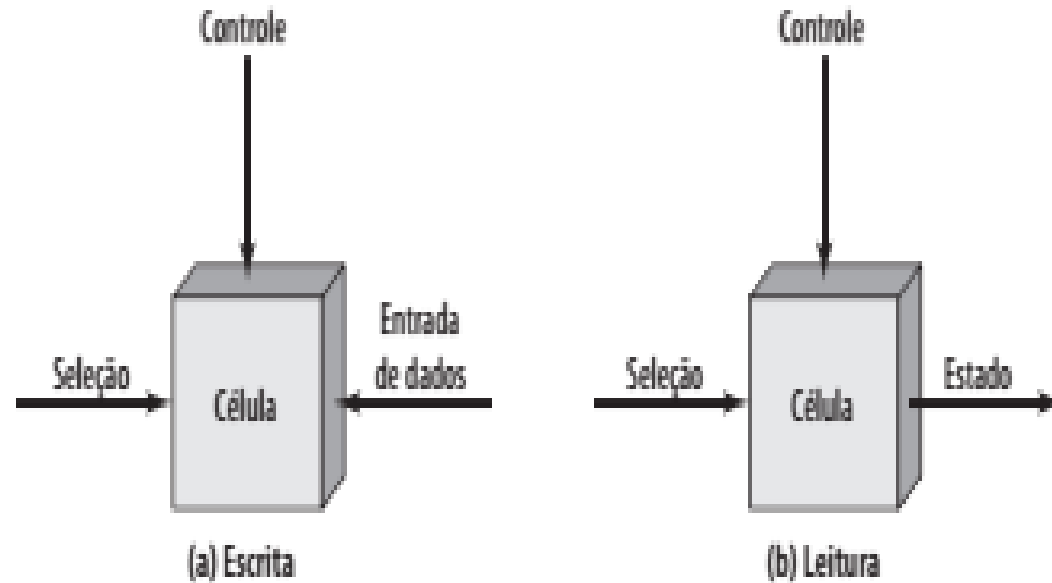 Controle
Seleção
Célula
Entrada
de dados
(a) Escrita
Controle
Seleção
Célula
Estado
(b) Leitura